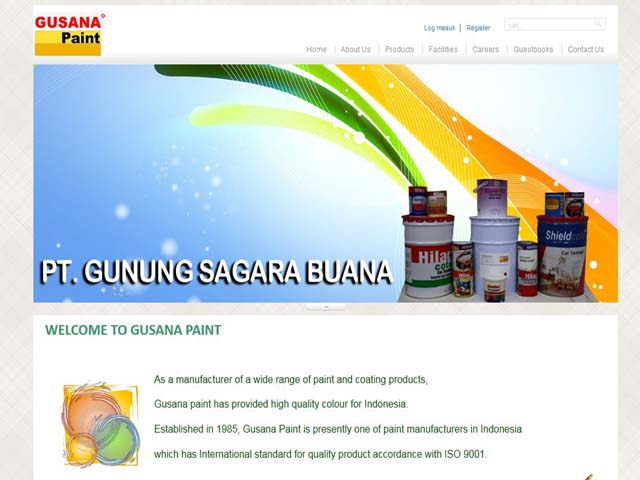 GUSANA
Paint
Log masuk | Register
cari...
Home | About Us | Products | Facilities | Careers | Guestbooks | Contact Us
PT. GUNUNG SAGARA BUANA
Shield
WELCOME TO GUSANA PAINT
As a manufacturer of a wide range of paint and coating products,
Gusana paint has provided high quality colour for Indonesia.
Established in 1985, Gusana Paint is presently one of paint manufacturers in Indonesia
which has International standard for quality product accordance with ISO 9001.